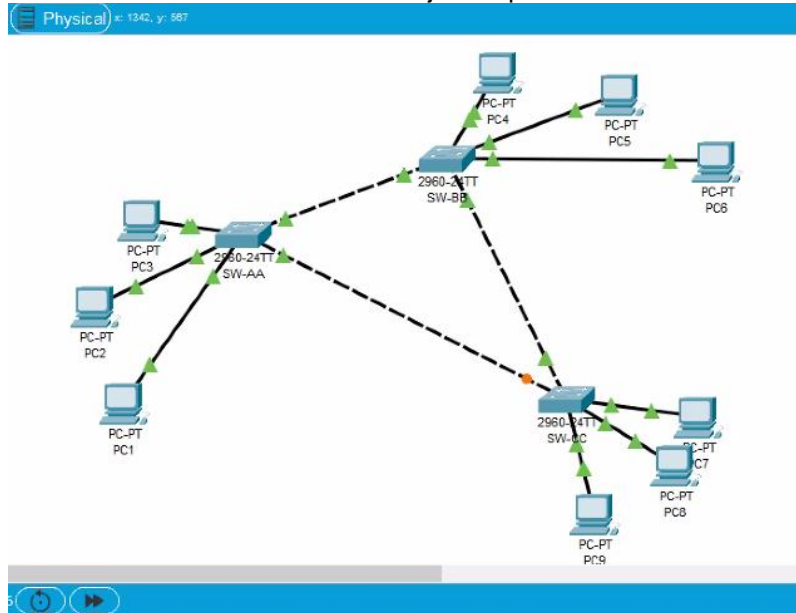 Physical x: 1342, y: 567
PC-PT
PC4
PC-PT
PC5
2960-24TT
SW-BB
PC-PT
PC6
PC-PT
PC3
2960-24TT
SW-AA
PC-PT
PC2
PC-PT
PC1
2960-24TT
SW-CC
PC-PT
PC7
PC-PT
PC8
PC-PT
PC9